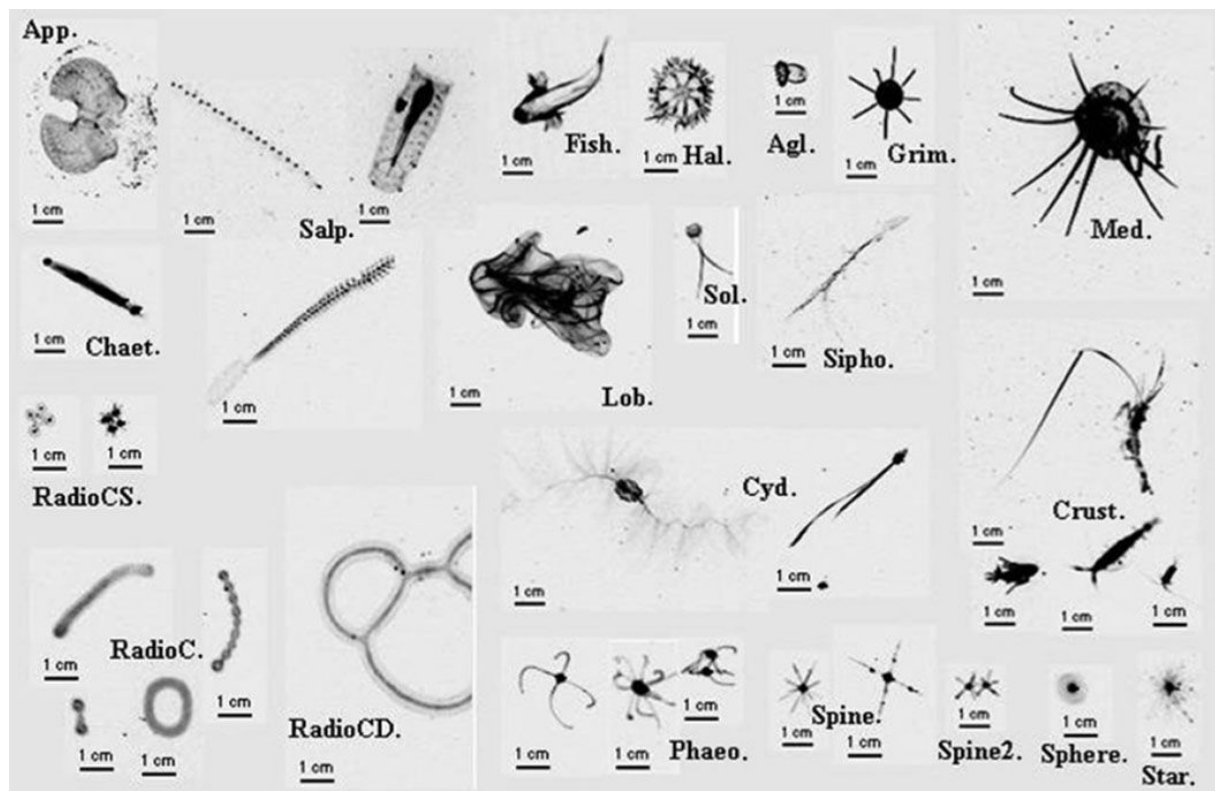 App.
1 cm
1 cm
Salp.
1 cm
Fish.
1 cm
Hal.
1 cm
Agl.
1 cm
Grim.
1 cm
Med.
1 cm
Chaet.
1 cm
1 cm
Lob.
1 cm
Sol.
1 cm
Sipho.
1 cm
1 cm
1 cm
RadioCS.
Cyd.
1 cm
1 cm
Crust.
1 cm
1 cm
1 cm
1 cm
RadioC.
1 cm
1 cm
1 cm
1 cm
RadioCD.
1 cm
Phaeo.
1 cm
1 cm
1 cm
Spine.
1 cm
1 cm
1 cm
Spine2.
1 cm
Sphere.
1 cm
Star.